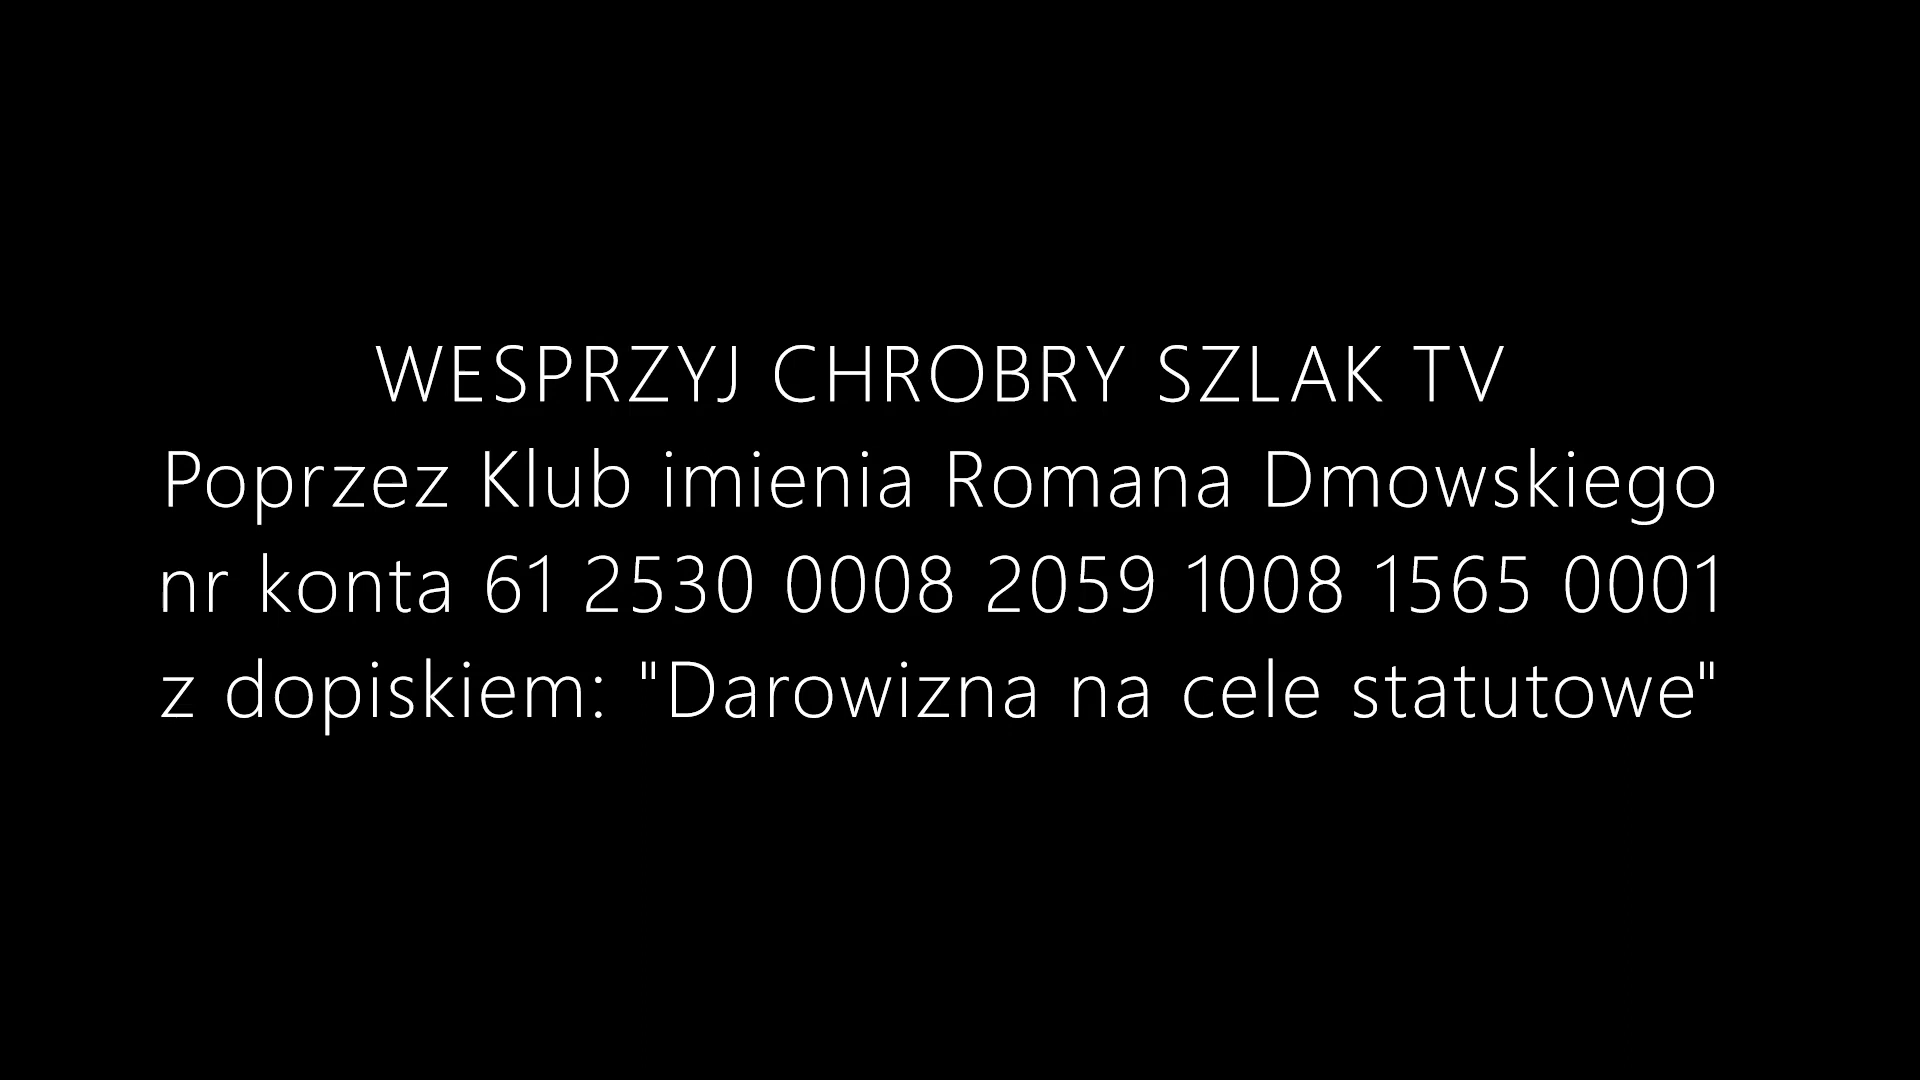 WESPRZYJ CHROBRY SZLAK TV
Poprzez Klub imienia Romana Dmowskiego
nr konta 61 2530 0008 2059 1008 1565 0001
z dopiskiem: "Darowizna na cele statutowe"